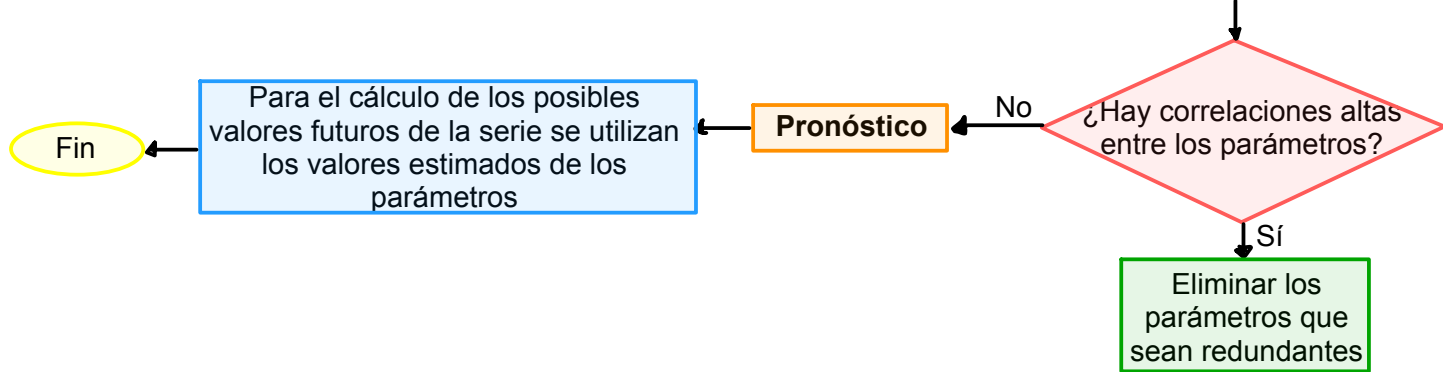 ¿Hay correlaciones altas
entre los parámetros?
No
Pronóstico
Para el cálculo de los posibles
valores futuros de la serie se utilizan
los valores estimados de los
parámetros
Fin
Sí
Eliminar los
parámetros que
sean redundantes